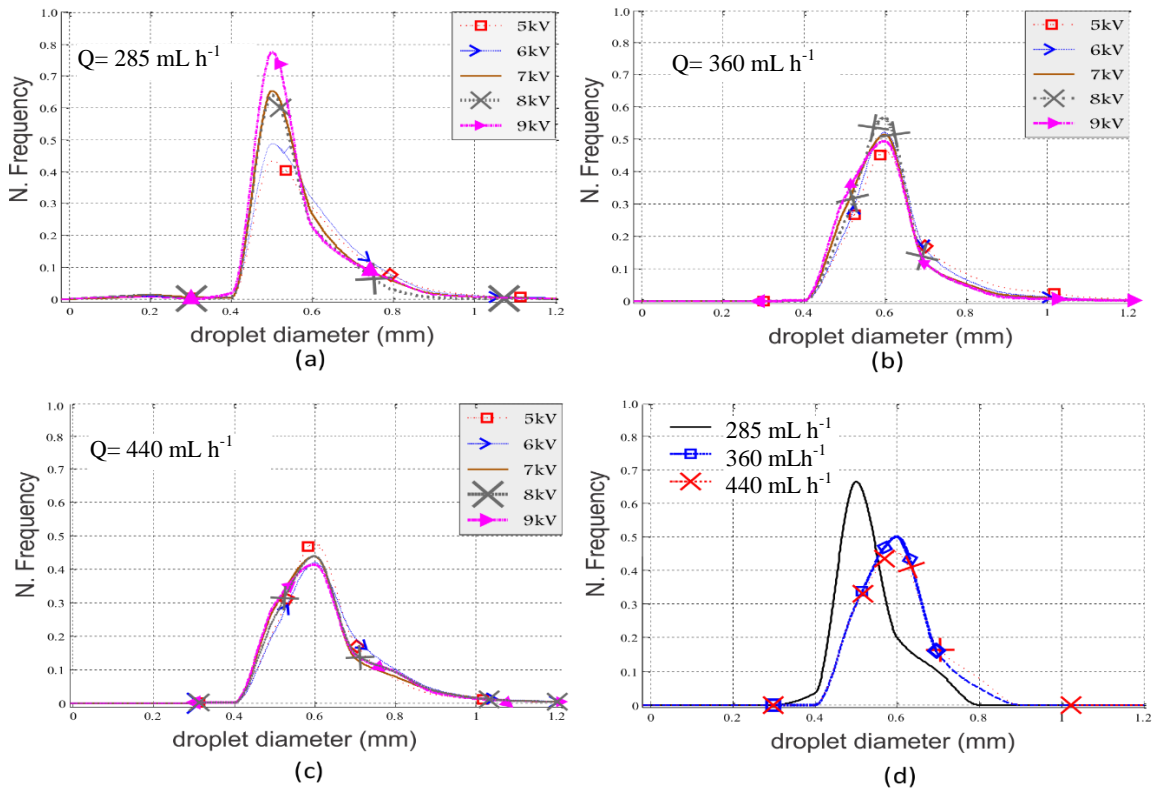 1.0
0.9
0.8
0.7
0.6
0.5
0.4
0.3
0.2
0.1
0
N. Frequency
Q= 285 mL h⁻¹
5kV
6kV
7kV
8kV
9kV
0 0.2 0.4 0.6 0.8 1 1.2
droplet diameter (mm)
(a)
1.0
0.9
0.8
0.7
0.6
0.5
0.4
0.3
0.2
0.1
0.0
N. Frequency
Q= 360 mL h⁻¹
5kV
6kV
7kV
8kV
9kV
0 0.2 0.4 0.6 0.8 1.0 1.2
droplet diameter (mm)
(b)
1.0
0.9
0.8
0.7
0.6
0.5
0.4
0.3
0.2
0.1
0
N. Frequency
Q= 440 mL h⁻¹
5kV
6kV
7kV
8kV
9kV
0 0.2 0.4 0.6 0.8 1 1.2
droplet diameter (mm)
(c)
1.0
0.9
0.8
0.7
0.6
0.5
0.4
0.3
0.2
0.1
0
N. Frequency
285 mL h⁻¹
360 mLh⁻¹
440 mL h⁻¹
0 0.2 0.4 0.6 0.8 1 1.2
droplet diameter (mm)
(d)